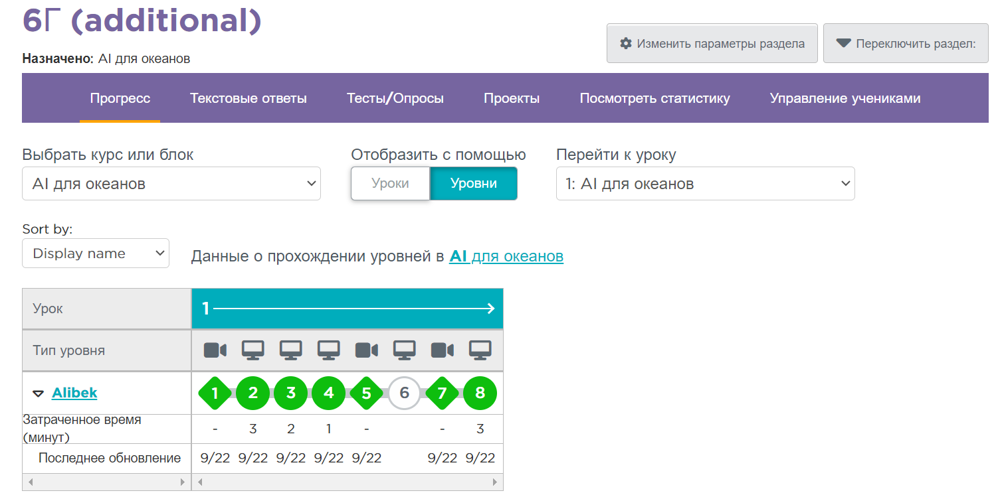 6Г (additional)
Изменить параметры раздела
Переключить раздел:
Назначено: AI для океанов
Прогресс Текстовые ответы Тесты/Опросы Проекты Посмотреть статистику Управление учениками
Выбрать курс или блок
Отобразить с помощью
Перейти к уроку
AI для океанов
Уроки Уровни
1: AI для океанов
Sort by:
Display name
Данные о прохождении уровней в AI для океанов
Урок 1
Тип уровня
Alibek 1 2 3 4 5 6 7 8
Затраченное время
(минут) - 3 2 1 - - 3
Последнее обновление 9/22 9/22 9/22 9/22 9/22 9/22 9/22